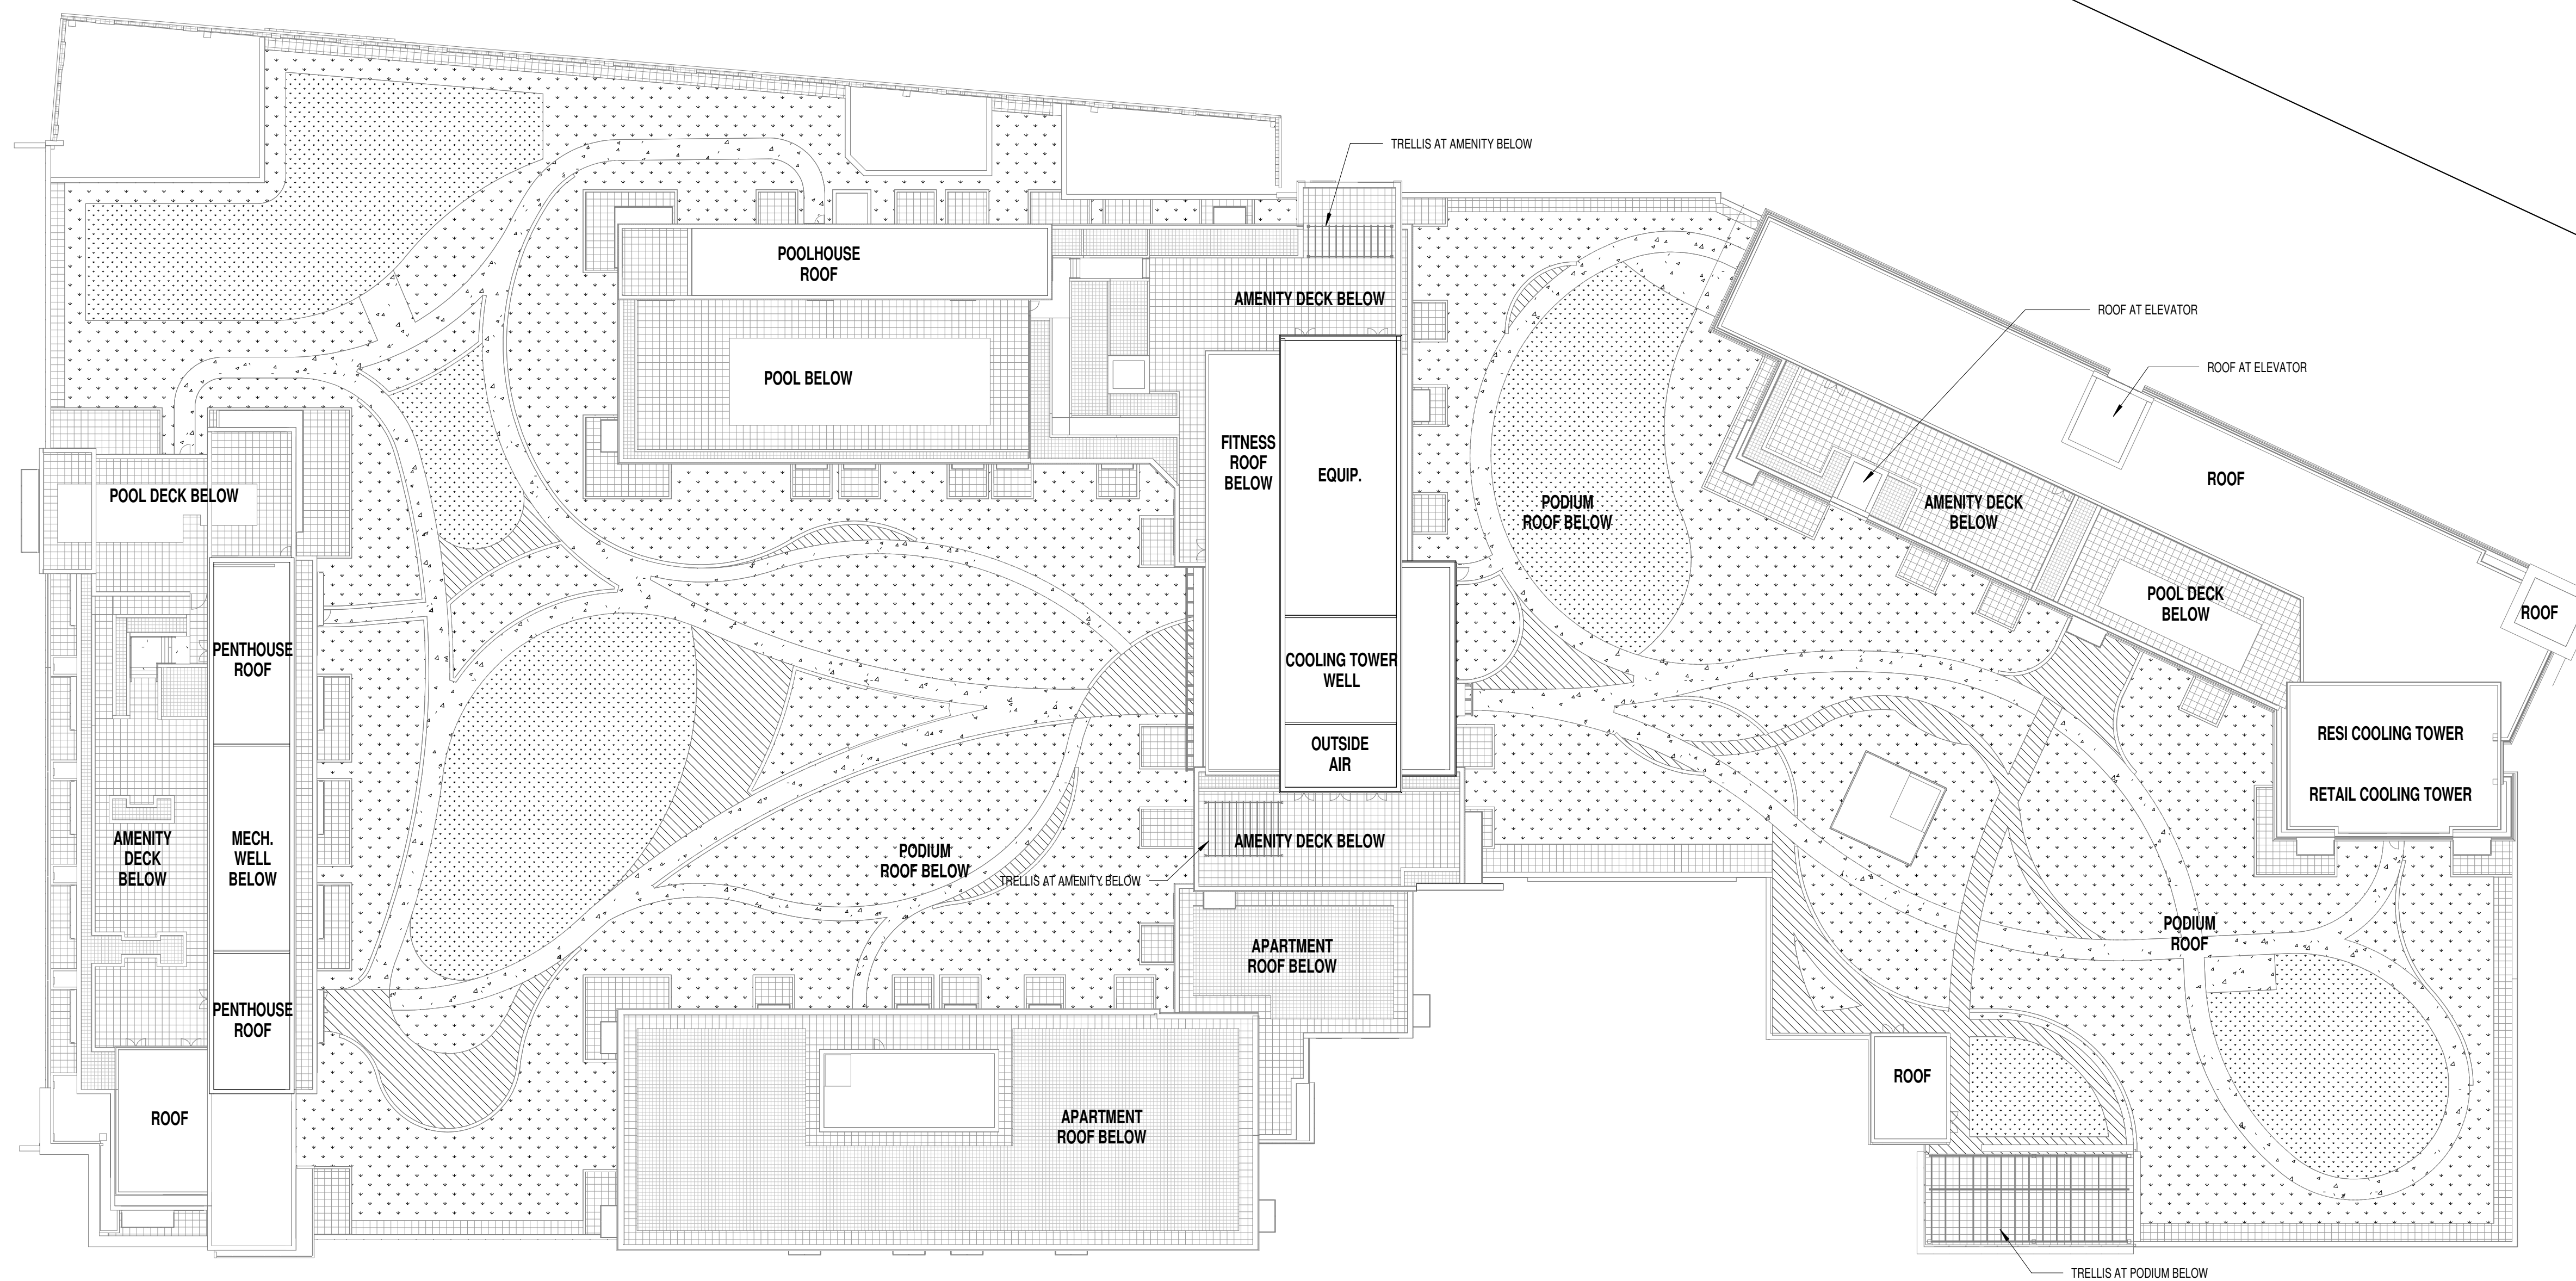 TRELLIS AT AMENITY BELOW
POOLHOUSE
ROOF
AMENITY DECK BELOW
ROOF AT ELEVATOR
ROOF AT ELEVATOR
POOL BELOW
FITNESS
ROOF
BELOW
EQUIP.
ROOF
POOL DECK BELOW
PODIUM
ROOF BELOW
AMENITY DECK
BELOW
POOL DECK
BELOW
ROOF
PENTHOUSE
ROOF
COOLING TOWER
WELL
OUTSIDE
AIR
RESI COOLING TOWER
RETAIL COOLING TOWER
AMENITY
DECK
BELOW
MECH.
WELL
BELOW
PODIUM
ROOF BELOW
AMENITY DECK BELOW
TRELLIS AT AMENITY BELOW
PODIUM
ROOF
APARTMENT
ROOF BELOW
PENTHOUSE
ROOF
ROOF
ROOF
APARTMENT
ROOF BELOW
TRELLIS AT PODIUM BELOW